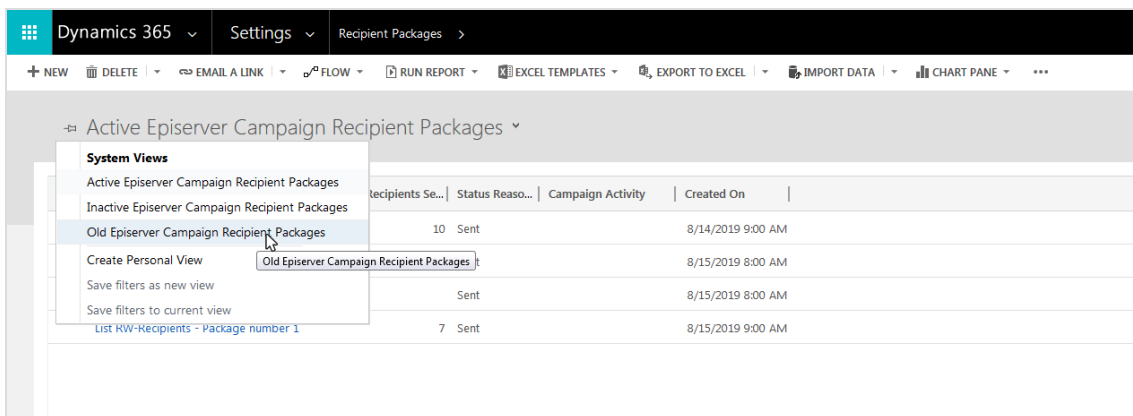 Dynamics 365 Settings Recipient Packages >
NEW DELETE EMAIL A LINK FLOW RUN REPORT EXCEL TEMPLATES EXPORT TO EXCEL IMPORT DATA CHART PANE ...
Active Episerver Campaign Recipient Packages
System Views
Active Episerver Campaign Recipient Packages
Inactive Episerver Campaign Recipient Packages
Old Episerver Campaign Recipient Packages
Create Personal View
Save filters as new view
Save filters to current view
Old Episerver Campaign Recipient Packages
Recipients Se... Status Reaso... Campaign Activity Created On
10 Sent 8/14/2019 9:00 AM
8/15/2019 8:00 AM
Sent 8/15/2019 8:00 AM
List RW-Recipients - Package number 1 7 Sent 8/15/2019 9:00 AM